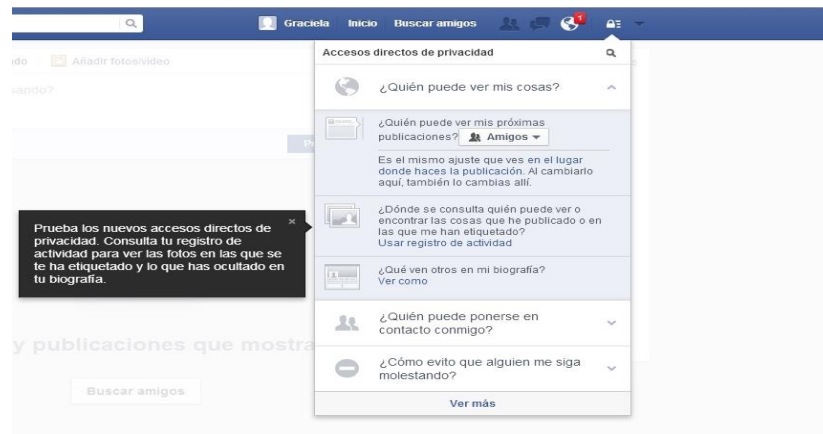 Graciela Inicio Buscar amigos 1
Añadir fotos/vídeo
Accesos directos de privacidad
¿Quién puede ver mis cosas?
¿Quién puede ver mis próximas
publicaciones? Amigos
Es el mismo ajuste que ves en el lugar
donde haces la publicación. Al cambiarlo
aquí, también lo cambias allí.
¿Dónde se consulta quién puede ver o
encontrar las cosas que he publicado o en
las que me han etiquetado?
Usar registro de actividad
¿Qué ven otros en mi biografía?
Ver como
¿Quién puede ponerse en
contacto conmigo?
¿Cómo evito que alguien me siga
molestando?
Ver más
Prueba los nuevos accesos directos de
privacidad. Consulta tu registro de
actividad para ver las fotos en las que se
te ha etiquetado y lo que has ocultado en
tu biografía.
y publicaciones que mostra
Buscar amigos